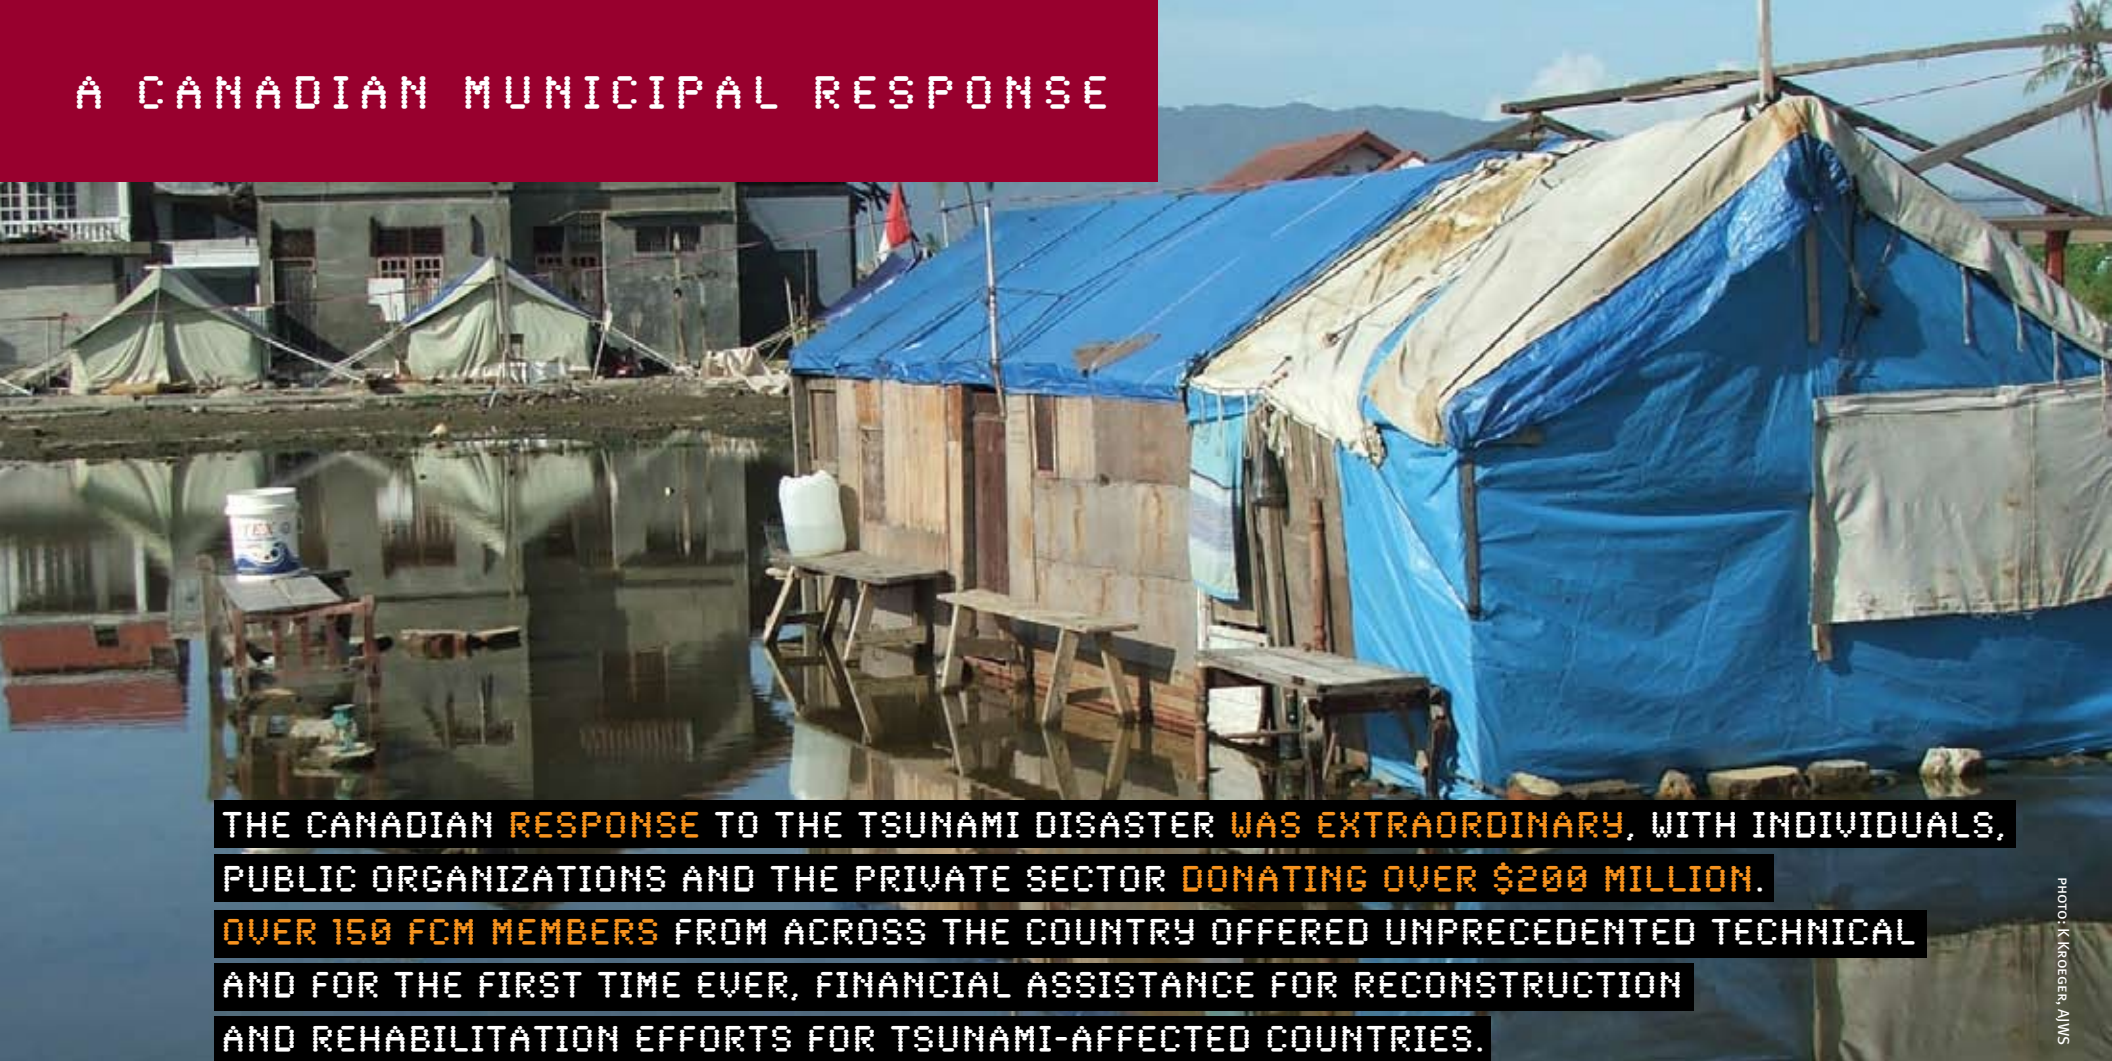 A CANADIAN MUNICIPAL RESPONSE
THE CANADIAN RESPONSE TO THE TSUNAMI DISASTER WAS EXTRAORDINARY, WITH INDIVIDUALS,
PUBLIC ORGANIZATIONS AND THE PRIVATE SECTOR DONATING OVER $200 MILLION.
OVER 150 FCM MEMBERS FROM ACROSS THE COUNTRY OFFERED UNPRECEDENTED TECHNICAL
AND FOR THE FIRST TIME EVER, FINANCIAL ASSISTANCE FOR RECONSTRUCTION
AND REHABILITATION EFFORTS FOR TSUNAMI-AFFECTED COUNTRIES.
PHOTO: K KROEGER, AJWS